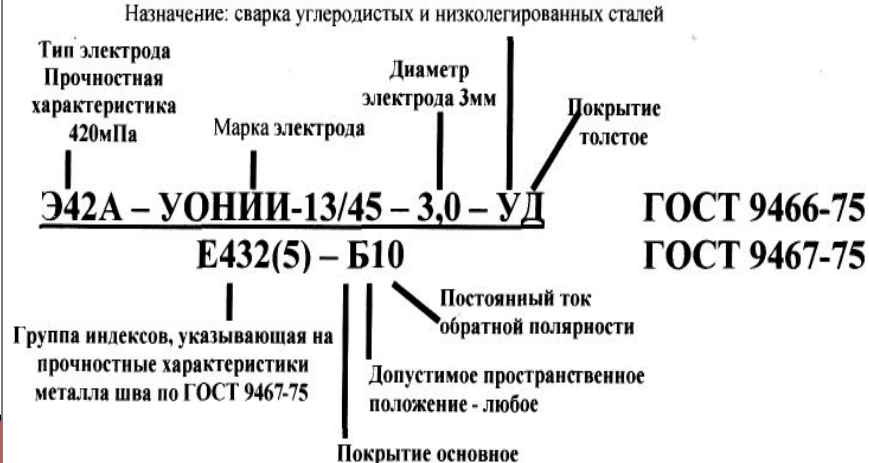 Назначение: сварка углеродистых и низколегированных сталей
Тип электрода
Прочностная
характеристика
420мПа
Марка электрода
Диаметр
электрода 3мм
Покрытие
толстое
Э42А – УОНИИ-13/45 – 3,0 – УД
ГОСТ 9466-75
Е432(5) – Б10
ГОСТ 9467-75
Группа индексов, указывающая на
прочностные характеристики
металла шва по ГОСТ 9467-75
Постоянный ток
обратной полярности
Допустимое пространственное
положение - любое
Покрытие основное